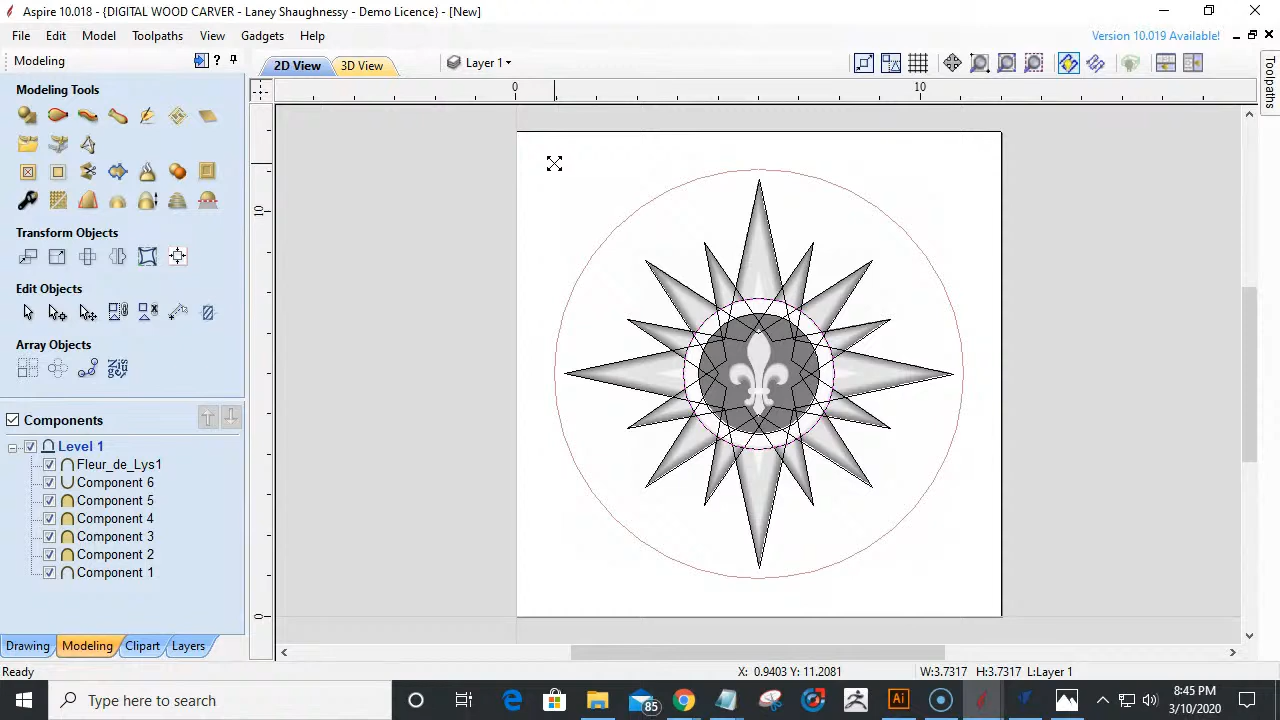 Aspire 10.018 - {DIGITAL WOOD CARVER - Laney Shaughnessy - Demo Licence} - [New]
File Edit Model Toolpaths View Gadgets Help
Version 10.019 Available!
Modeling
?
2D View 3D View
Layer 1
Toolpaths
0 10
10
0
Modeling Tools
Transform Objects
Edit Objects
Array Objects
Components
Level 1
Fleur_de_Lys1
Component 6
Component 5
Component 4
Component 3
Component 2
Component 1
Drawing Modeling Clipart Layers
Ready
X: 0.9403 Y: 11.2081
W:3.7317 H:3.7317 L:Layer 1
Type here to search
85
Ai
8:45 PM
3/10/2020